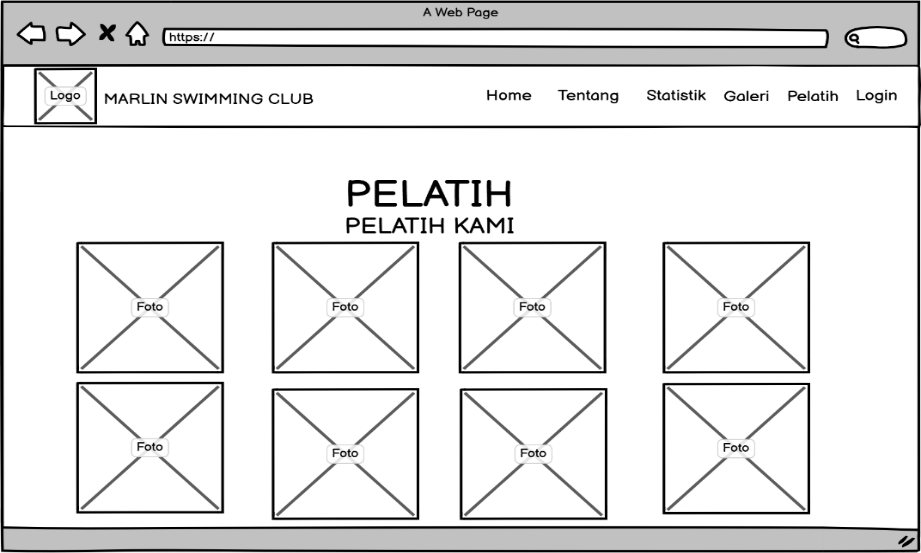 A Web Page
https://
Logo
MARLIN SWIMMING CLUB
Home Tentang Statistik Galeri Pelatih Login
PELATIH
PELATIH KAMI
Foto Foto Foto Foto
Foto Foto Foto Foto